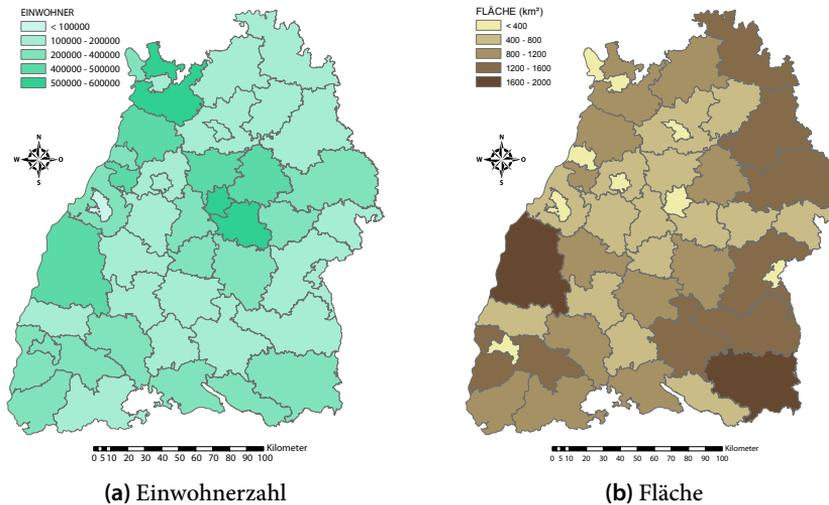 EINWOHNER
< 100000
100000 - 200000
200000 - 400000
400000 - 500000
500000 - 600000
N
W O
S
Kilometer
0 5 10 20 30 40 50 60 70 80 90 100
(a) Einwohnerzahl
FLÄCHE (km²)
< 400
400 - 800
800 - 1200
1200 - 1600
1600 - 2000
N
W O
S
Kilometer
0 5 10 20 30 40 50 60 70 80 90 100
(b) Fläche